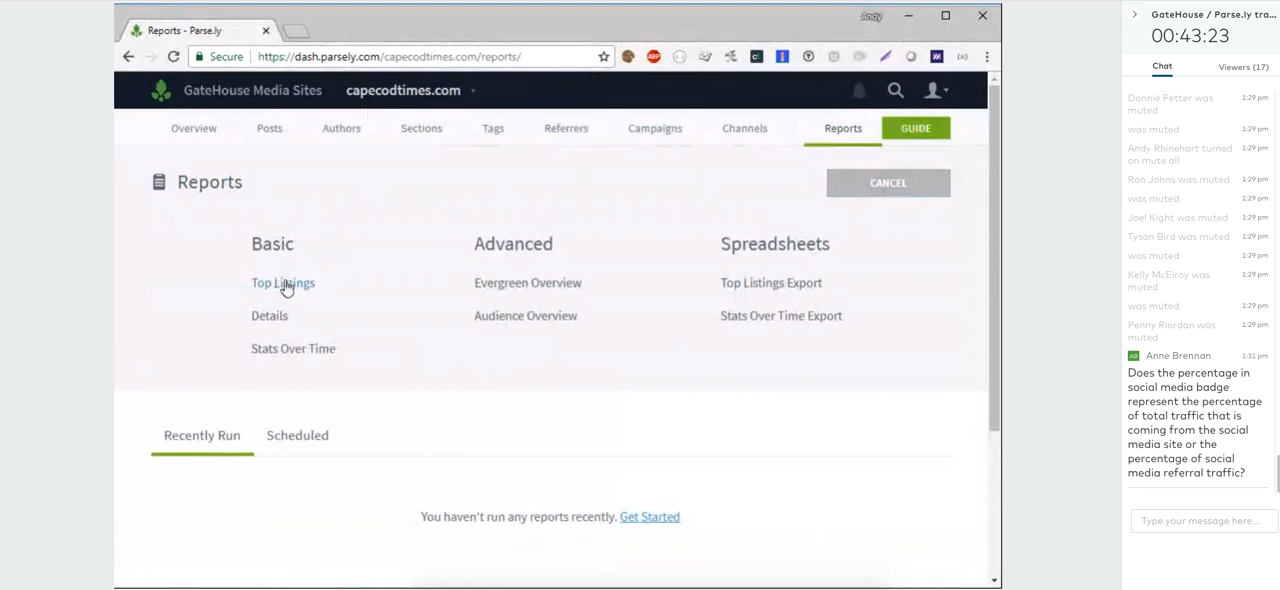 Reports - Parse.ly
Andy
Secure https://dash.parsely.com/capecodtimes.com/reports/
ABP
GateHouse Media Sites capecodtimes.com
Overview Posts Authors Sections Tags Referrers Campaigns Channels Reports GUIDE
Reports
CANCEL
Basic Advanced Spreadsheets
Top Listings Evergreen Overview Top Listings Export
Details Audience Overview Stats Over Time Export
Stats Over Time
Recently Run Scheduled
You haven't run any reports recently. Get Started
GateHouse / Parse.ly tra...
00:43:23
Chat Viewers (17)
Donnie Fetter was 1:29 pm
muted
was muted 1:29 pm
Andy Rhinehart turned 1:29 pm
on mute all
Ron Johns was muted 1:29 pm
was muted 1:29 pm
Joel Kight was muted 1:29 pm
Tyson Bird was muted 1:29 pm
was muted 1:29 pm
Kelly McElroy was 1:29 pm
muted
was muted 1:29 pm
Penny Riordan was 1:29 pm
muted
AB Anne Brennan 1:31 pm
Does the percentage in
social media badge
represent the percentage
of total traffic that is
coming from the social
media site or the
percentage of social
media referral traffic?
Type your message here...